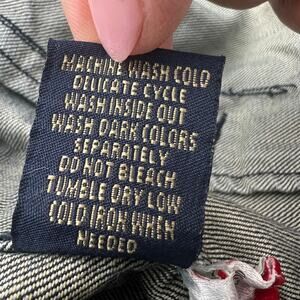 MACHINE WASH COLD
DELICATE CYCLE
WASH INSIDE OUT
WASH DARK COLORS
SEPARATELY
DO NOT BLEACH
TUMBLE DRY LOW
COLD IRON WHEN
NEEDED